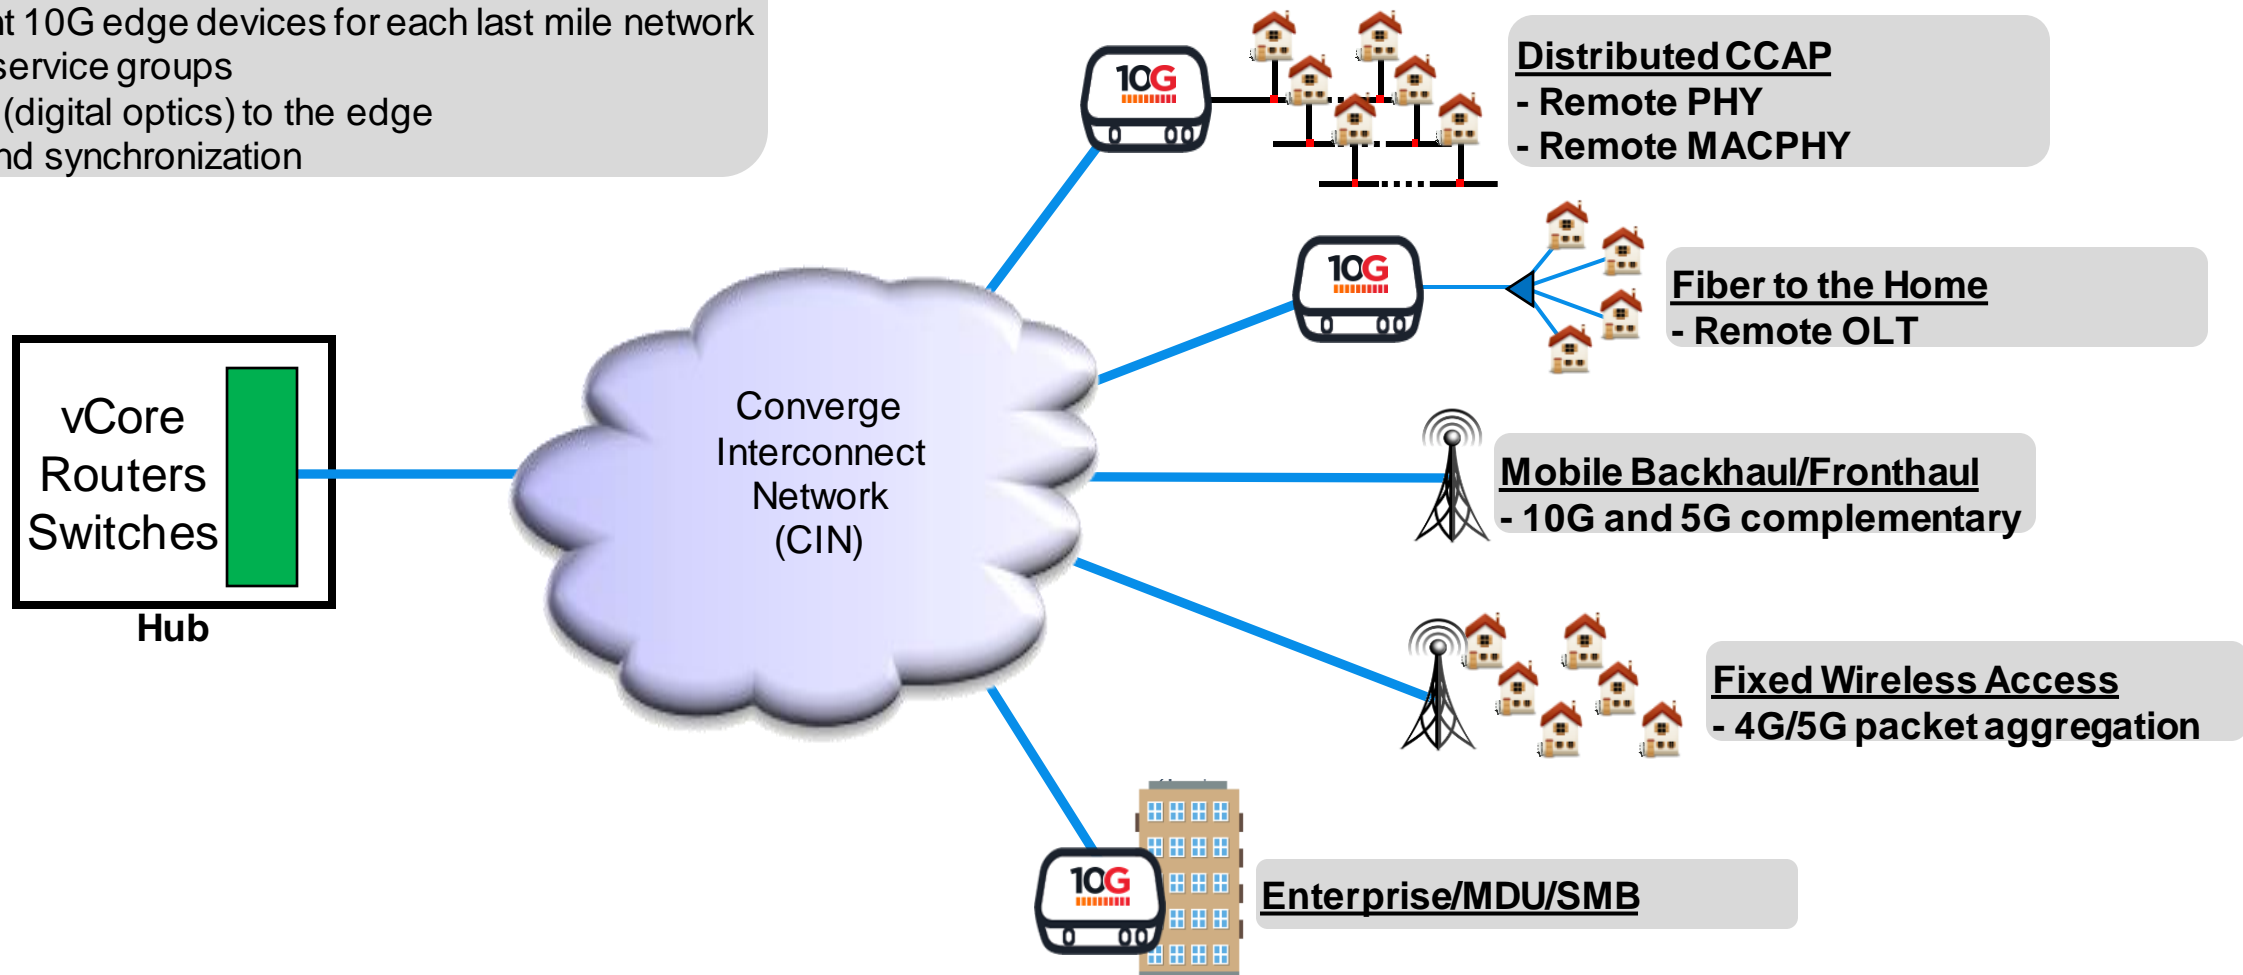 10G edge devices for each last mile network
service groups
(digital optics) to the edge
synchronization
10G
Distributed CCAP
- Remote PHY
- Remote MACPHY
10G
Fiber to the Home
- Remote OLT
vCore
Routers
Switches
Hub
Converge
Interconnect
Network
(CIN)
Mobile Backhaul/Fronthaul
- 10G and 5G complementary
Fixed Wireless Access
- 4G/5G packet aggregation
10G
Enterprise/MDU/SMB